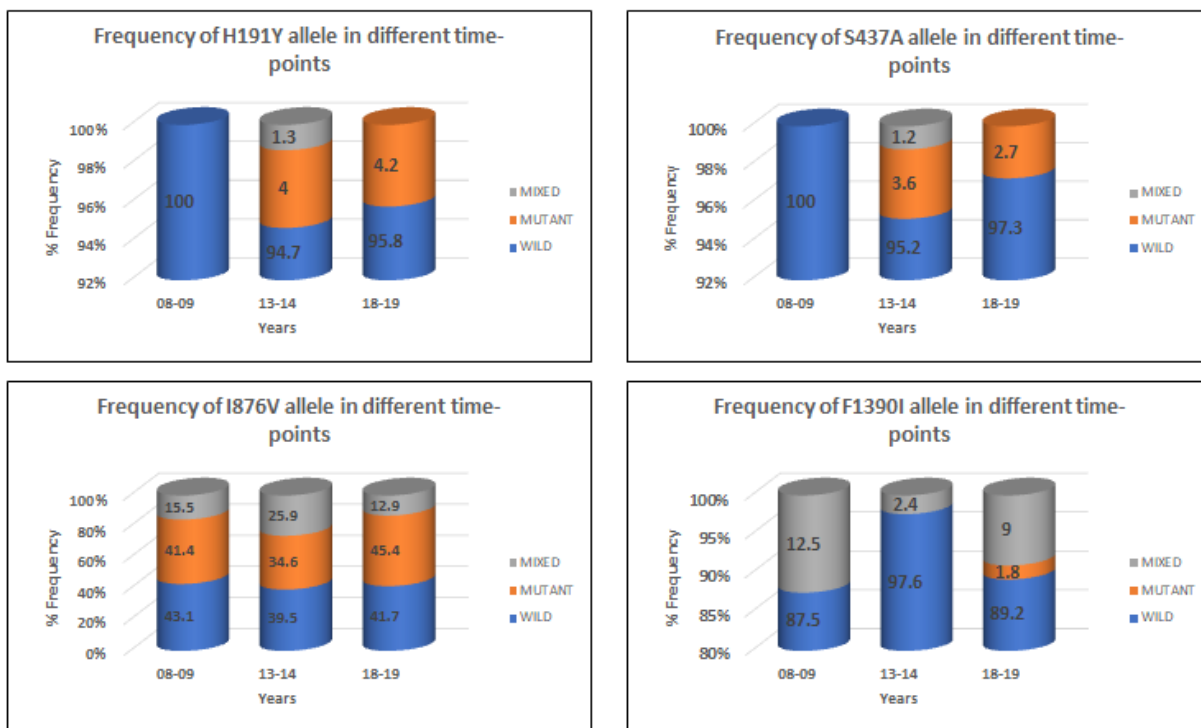 Frequency of H191Y allele in different time-
points
% Frequency
100%
98%
96%
94%
92%
100
1.3
4
94.7
4.2
95.8
08-09 13-14 18-19
Years
MIXED
MUTANT
WILD
Frequency of S437A allele in different time-
points
% Frequency
100%
98%
96%
94%
92%
100
1.2
3.6
95.2
2.7
97.3
08-09 13-14 18-19
Years
MIXED
MUTANT
WILD
Frequency of I876V allele in different time-
points
% Frequency
100%
80%
60%
40%
20%
0%
15.5
41.4
43.1
25.9
34.6
39.5
12.9
45.4
41.7
08-09 13-14 18-19
Years
MIXED
MUTANT
WILD
Frequency of F1390I allele in different time-
points
% Frequency
100%
95%
90%
85%
80%
12.5
87.5
2.4
97.6
9
1.8
89.2
08-09 13-14 18-19
Years
MIXED
MUTANT
WILD